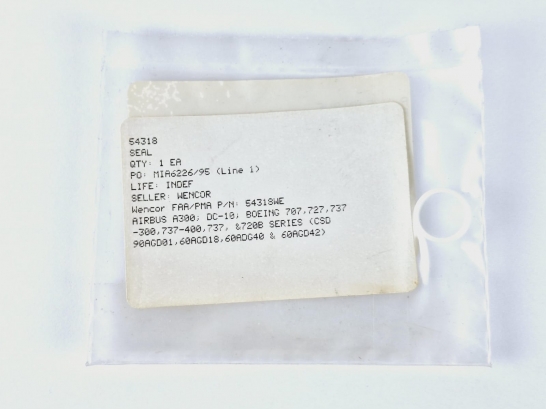 54318
SEAL
QTY: 1 EA
PO: MIA6226/95 (Line 1)
LIFE: INDEF
SELLER: WENCOR
Wencor FAA/PMA P/N: 54318WE
AIRBUS A300; DC-10; BOEING 707,727,737
-300,737-400,737, &720B SERIES (CSD
90AGD01,60AGD18,60ADG40 & 60AGD42)